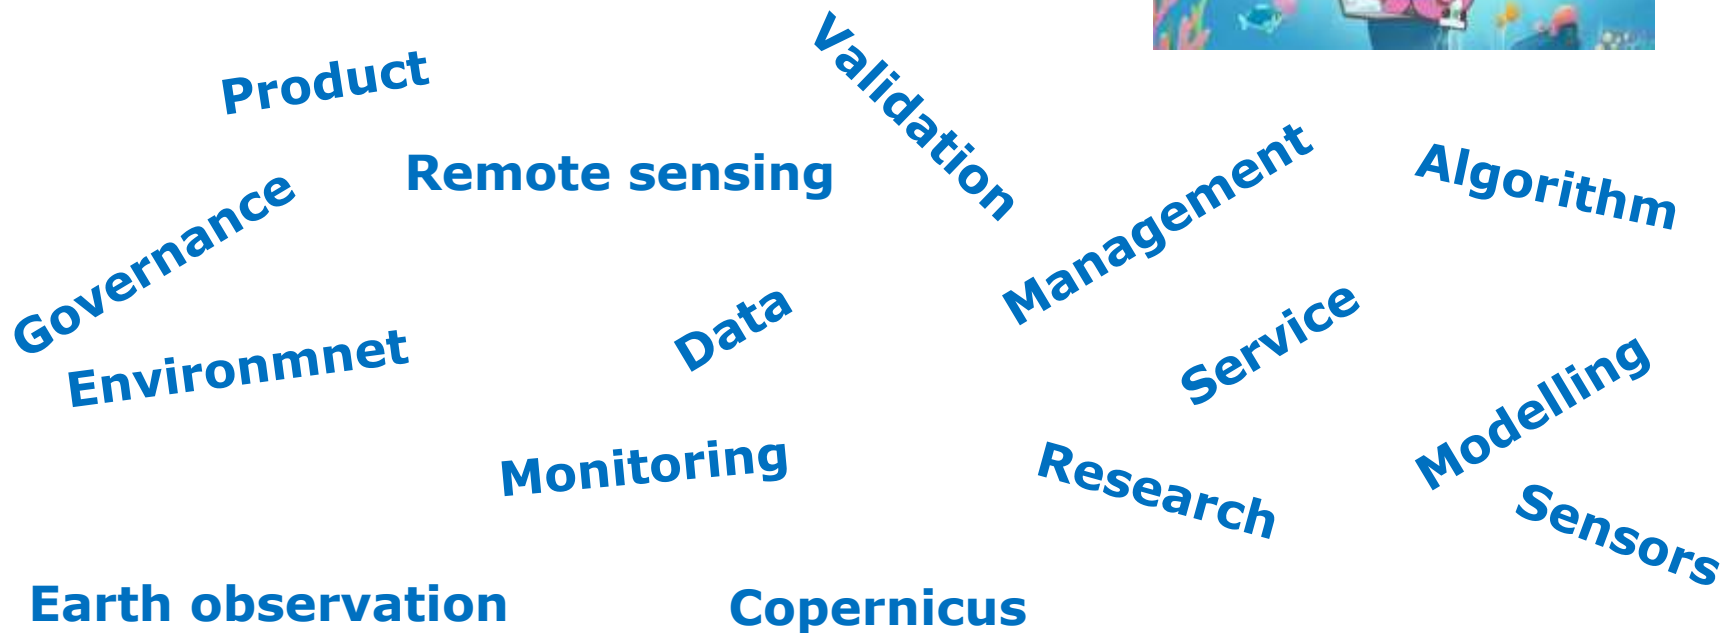 Product
Validation
Remote sensing
Management
Algorithm
Governance
Data
Service
Environmnet
Modelling
Monitoring
Research
Sensors
Earth observation
Copernicus